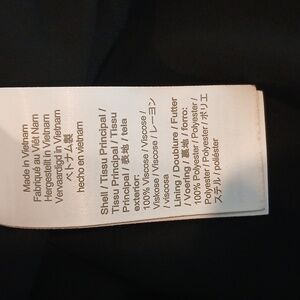 Made in Vietnam
Fabriqué au Viêt Nam
Hergestellt in Vietnam
Vervaardigd in Vietnam
ベトナム製
hecho en vietnam
Shell / Tissu Principal /
Tissu Principal / Tissu
Principal / 表地 / tela
exterior:
100% Viscose / Viscose /
Viskose / Viscose / レーヨン
/ viscosa
Lining / Doublure / Futter
/ Voering / 裏地 / forro:
100% Polyester / Polyester /
Polyester / Polyester / ポリエ
ステル / poliéster